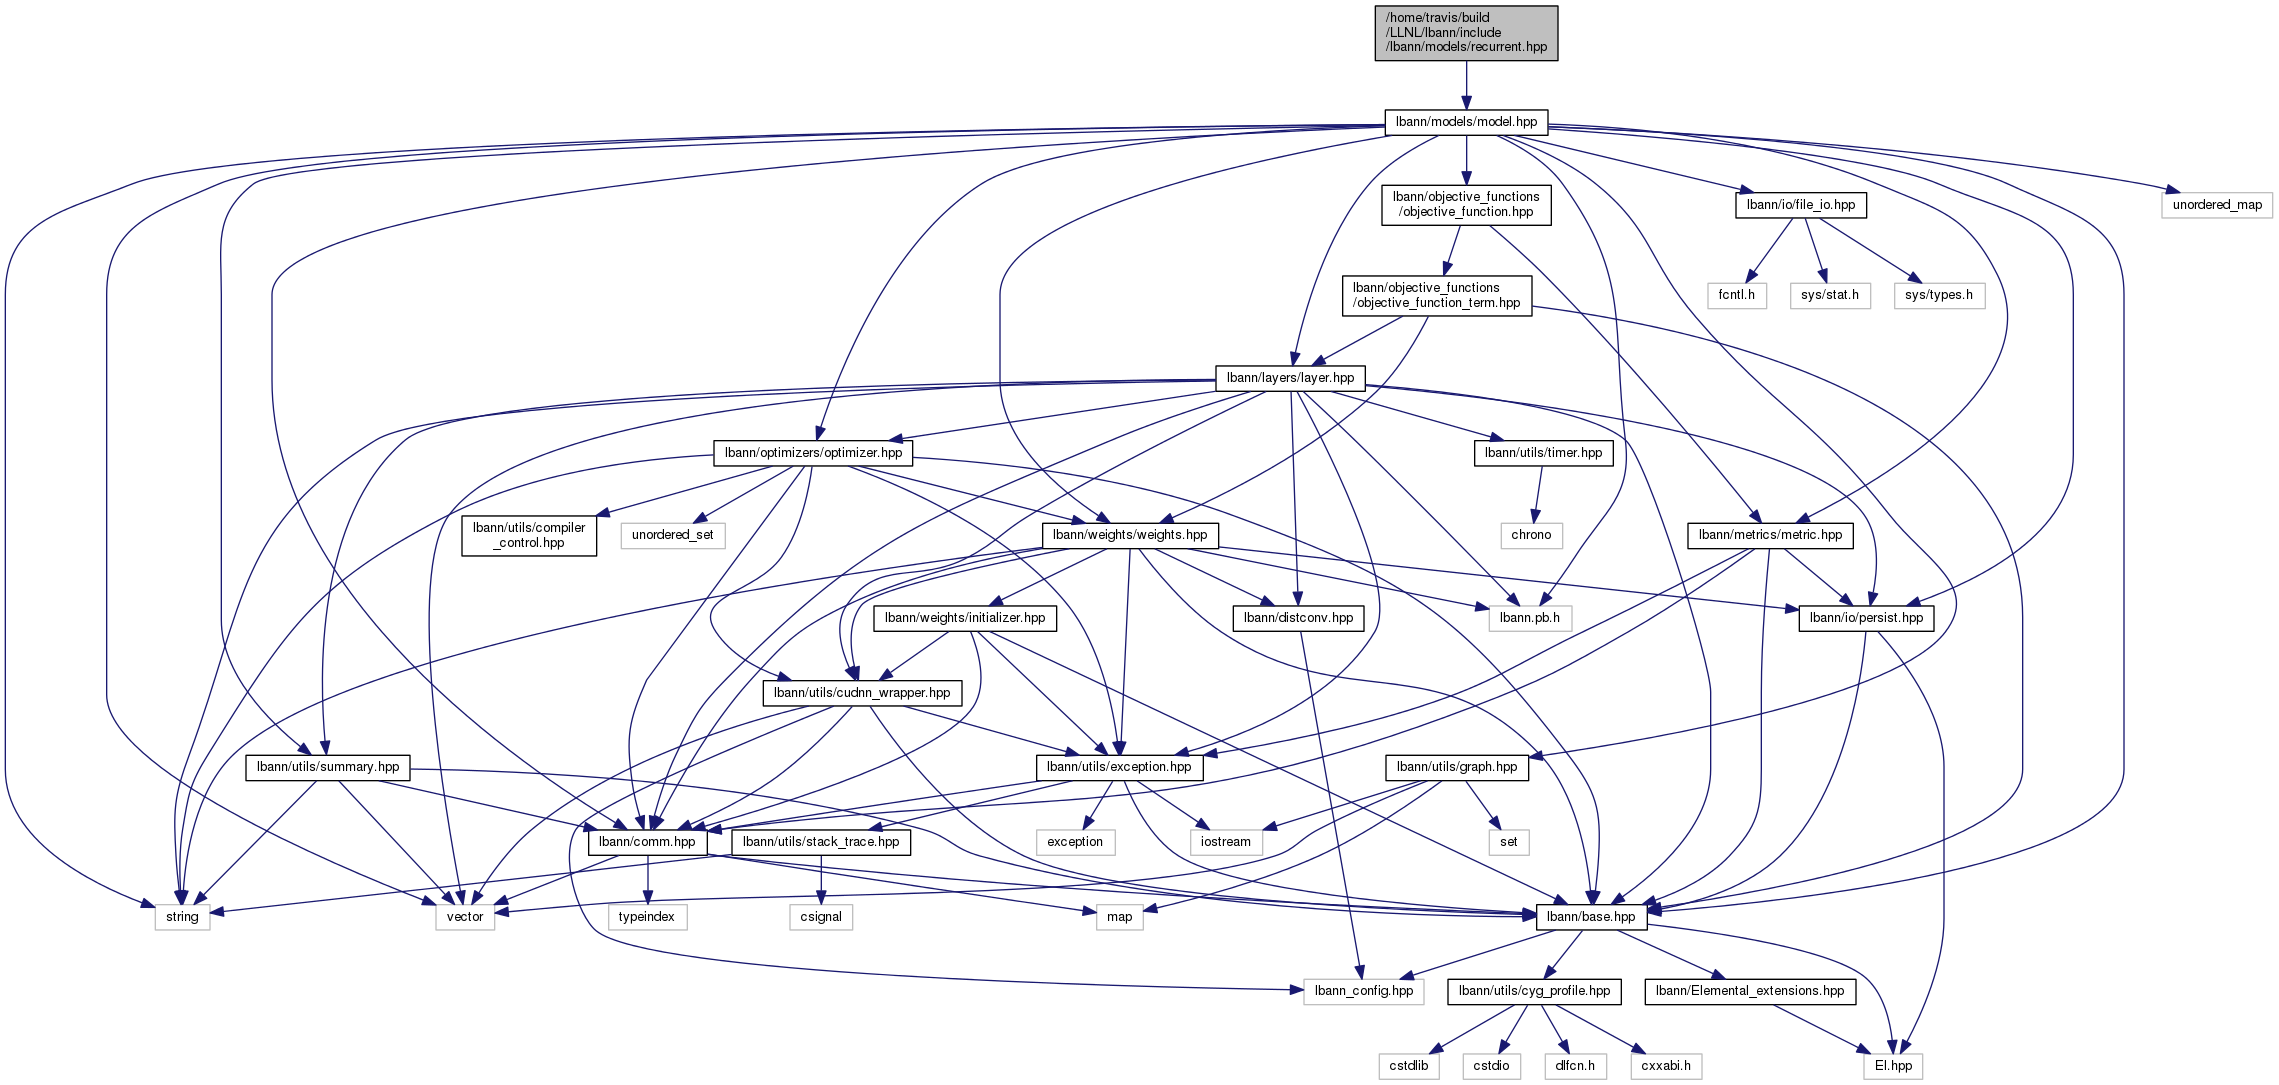 /home/travis/build
/LLNL/lbann/include
/lbann/models/recurrent.hpp
lbann/models/model.hpp
lbann/objective_functions
/objective_function.hpp
lbann/io/file_io.hpp
unordered_map
lbann/objective_functions
/objective_function_term.hpp
fcntl.h
sys/stat.h
sys/types.h
lbann/layers/layer.hpp
lbann/optimizers/optimizer.hpp
lbann/utils/timer.hpp
lbann/utils/compiler
_control.hpp
unordered_set
lbann/weights/weights.hpp
chrono
lbann/metrics/metric.hpp
lbann/weights/initializer.hpp
lbann/distconv.hpp
lbann.pb.h
lbann/io/persist.hpp
lbann/utils/cudnn_wrapper.hpp
lbann/utils/summary.hpp
lbann/utils/exception.hpp
lbann/utils/graph.hpp
lbann/comm.hpp
lbann/utils/stack_trace.hpp
exception
iostream
set
string
vector
typeindex
csignal
map
lbann/base.hpp
lbann_config.hpp
lbann/utils/cyg_profile.hpp
lbann/Elemental_extensions.hpp
cstdlib
cstdio
dlfcn.h
cxxabi.h
El.hpp